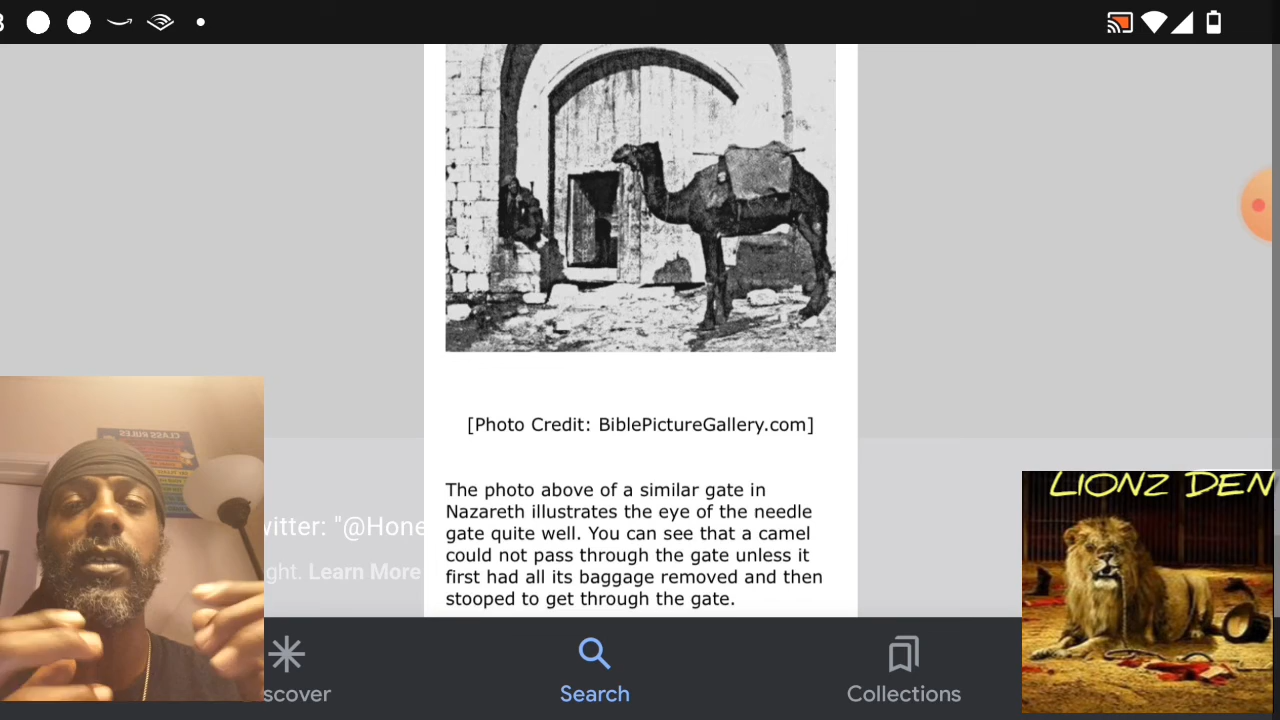 [Photo Credit: BiblePictureGallery.com]
The photo above of a similar gate in
Nazareth illustrates the eye of the needle
gate quite well. You can see that a camel
could not pass through the gate unless it
first had all its baggage removed and then
stooped to get through the gate.
CLASS RULES
witter: "@Hone
ght. Learn More
LIONZ DEN
scover
Search
Collections